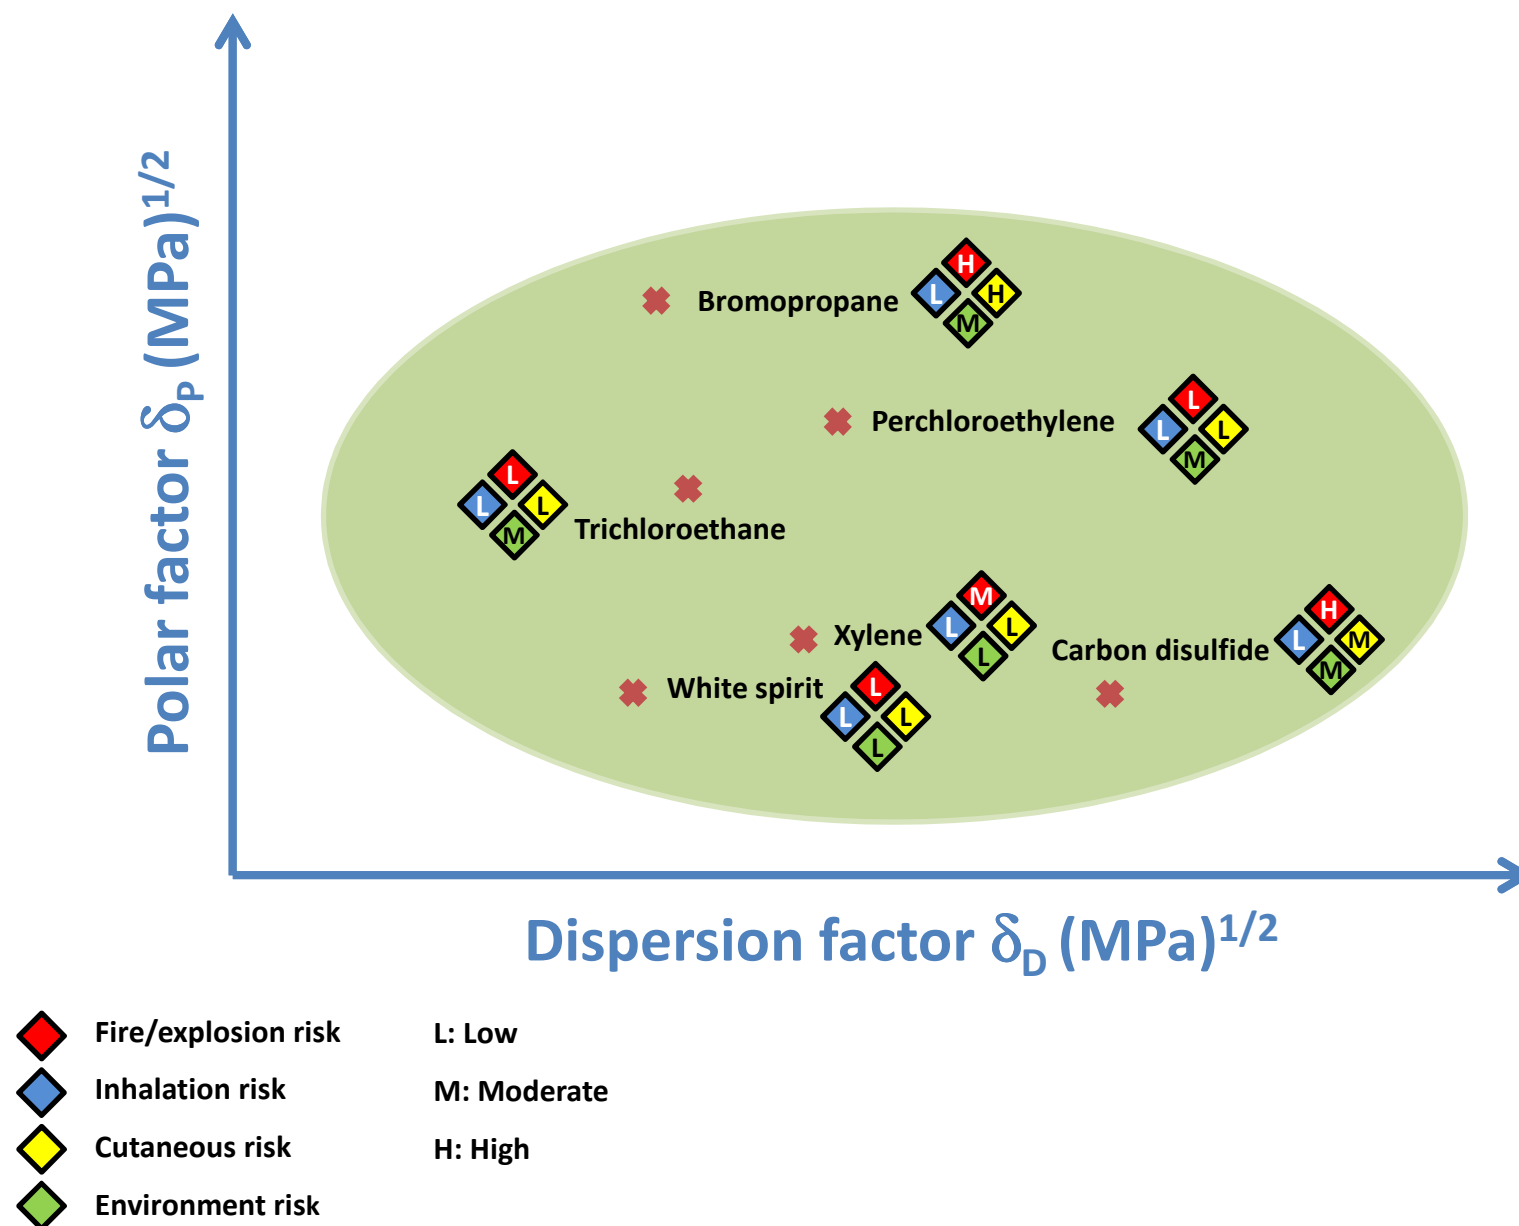 Polar factor δP (MPa)1/2
H
Bromopropane L H
M
L
Perchloroethylene L L
M
L
L L
M
Trichloroethane
M
Xylene L L
L
H
Carbon disulfide L M
M
White spirit L
L L
L
Dispersion factor δD (MPa)1/2
Fire/explosion risk L: Low
Inhalation risk M: Moderate
Cutaneous risk H: High
Environment risk